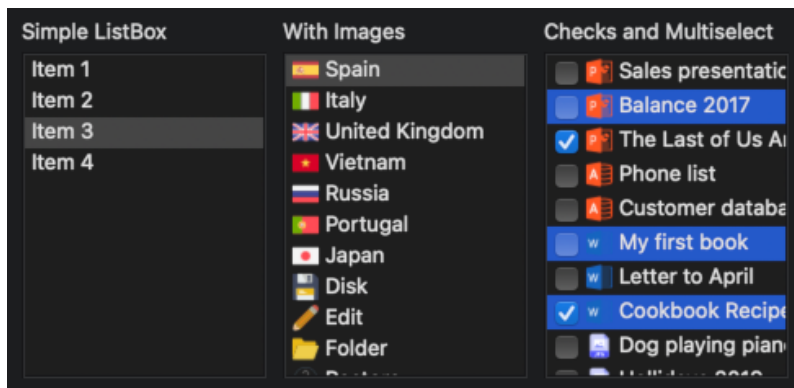 Simple ListBox
Item 1
Item 2
Item 3
Item 4
With Images
Spain
Italy
United Kingdom
Vietnam
Russia
Portugal
Japan
Disk
Edit
Folder
Checks and Multiselect
Sales presentatic
Balance 2017
The Last of Us
Phone list
Customer databa
My first book
Letter to April
Cookbook Recipe
Dog playing pian